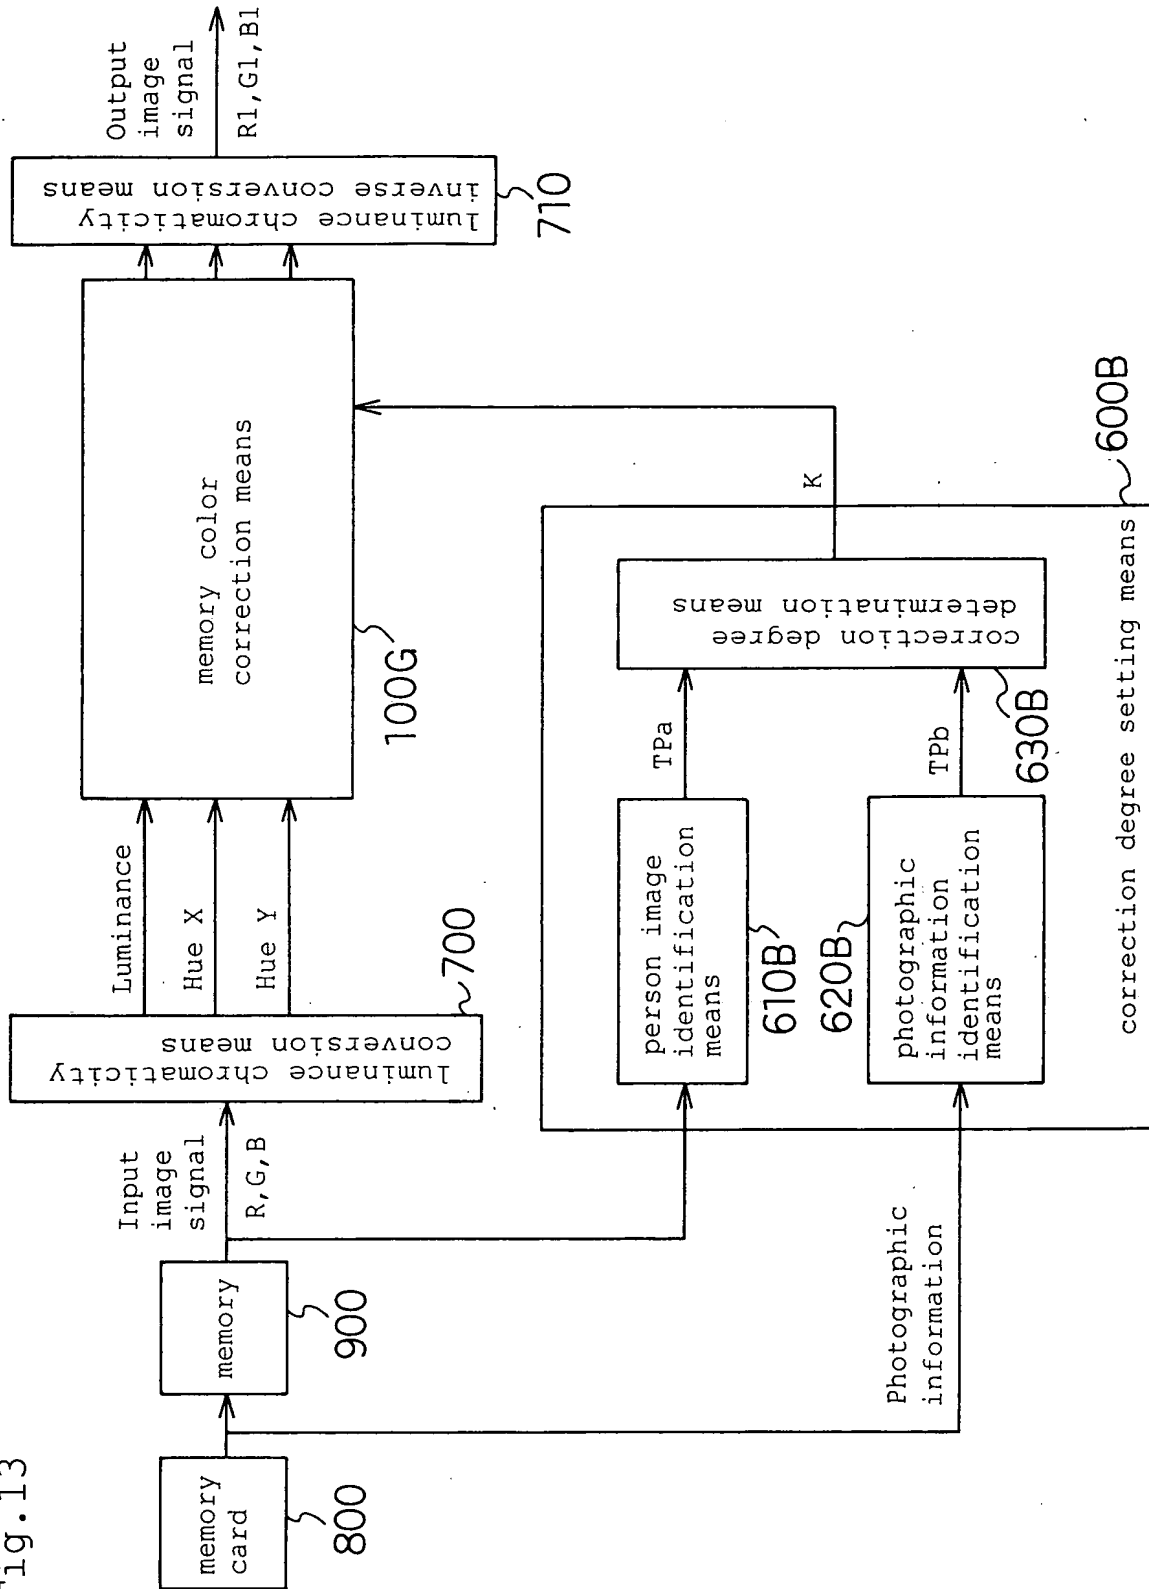 Fig.13
memory
card
800
memory
900
Input
image
signal
R,G,B
luminance chromaticity
conversion means
700
Luminance
Hue X
Hue Y
memory color
correction means
100G
luminance chromaticity
inverse conversion means
710
Output
image
signal
R1,G1,B1
Photographic
information
person image
identification
means
610B
photographic
information
identification
means
620B
TPa
TPb
correction degree
determination means
630B
K
correction degree setting means
600B